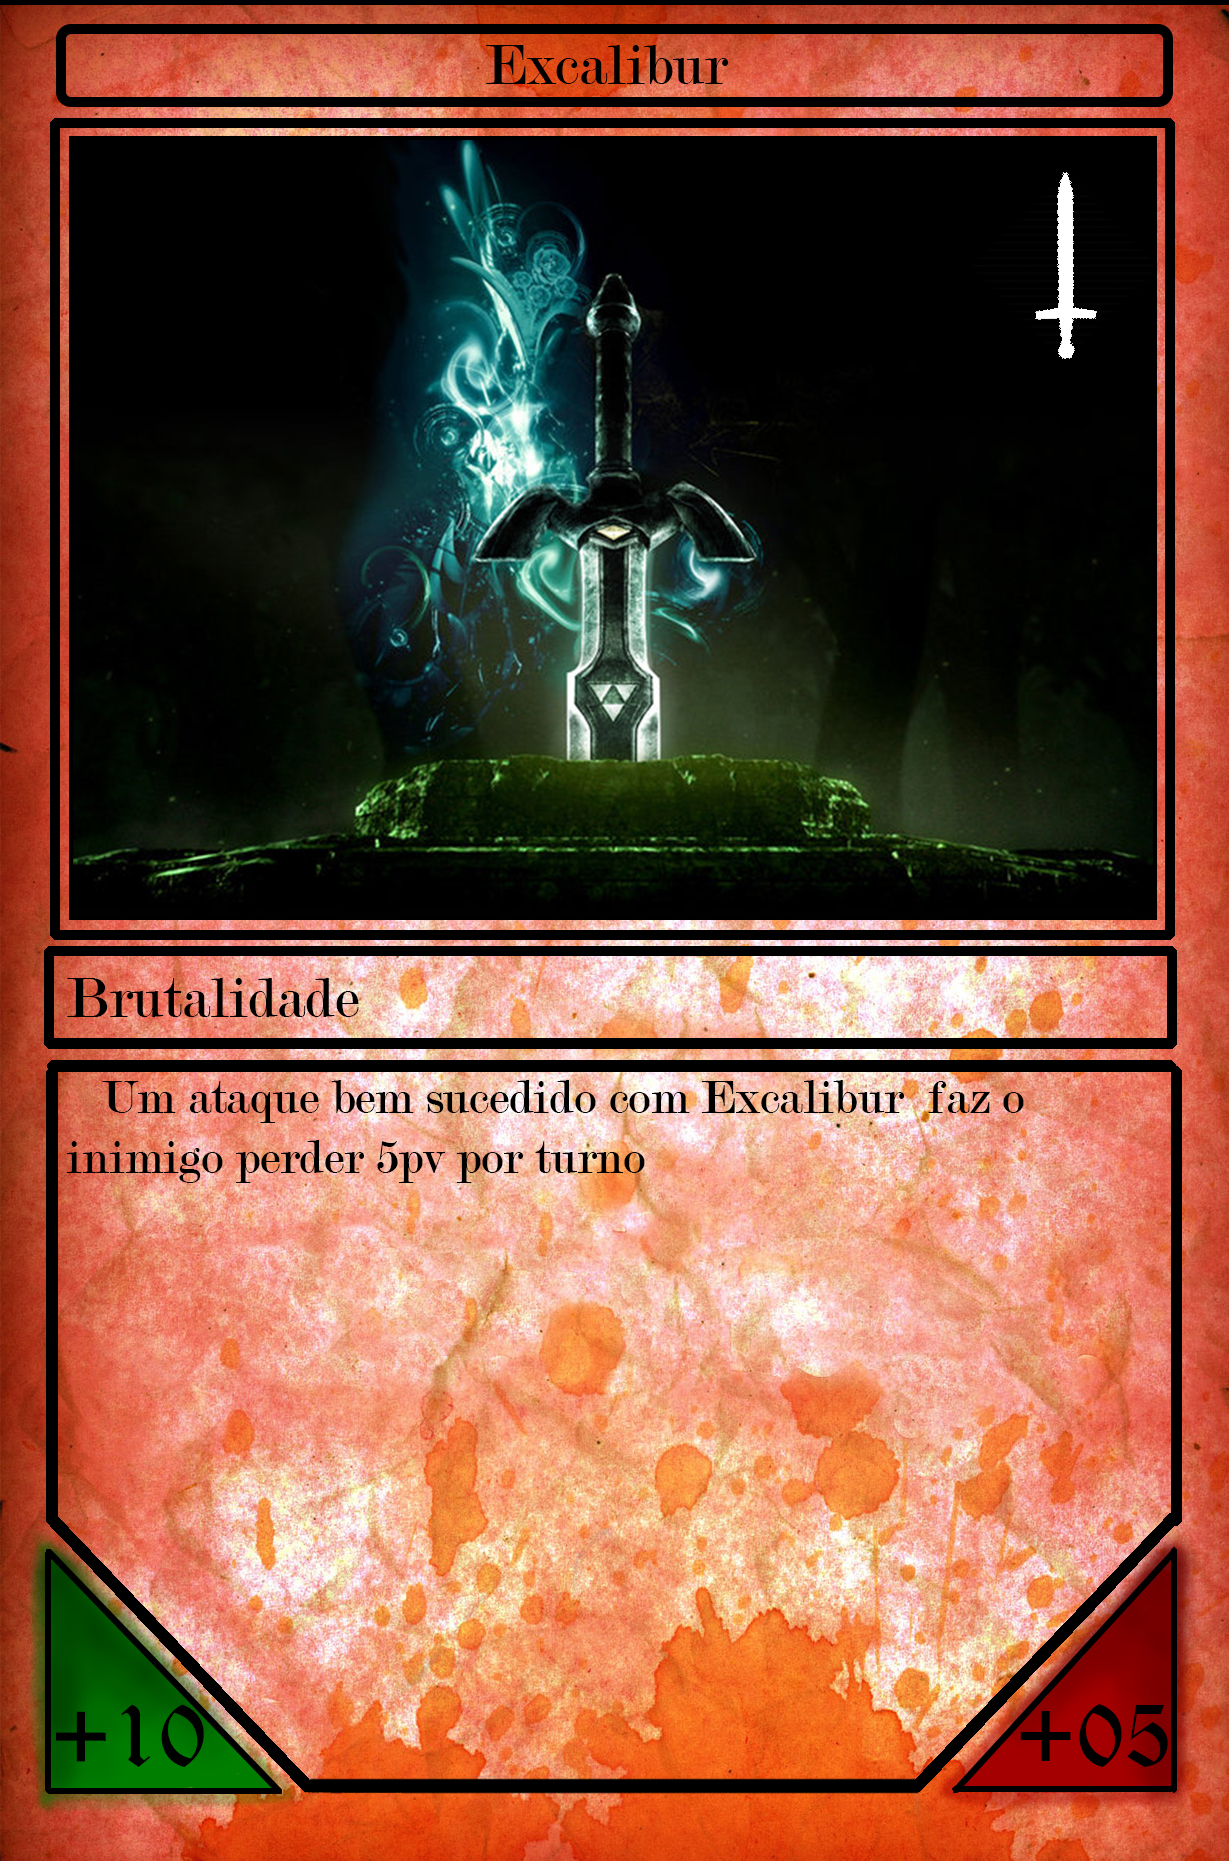 Excalibur
Brutalidade
Um ataque bem sucedido com Excalibur faz o
inimigo perder 5pv por turno
+10
+05